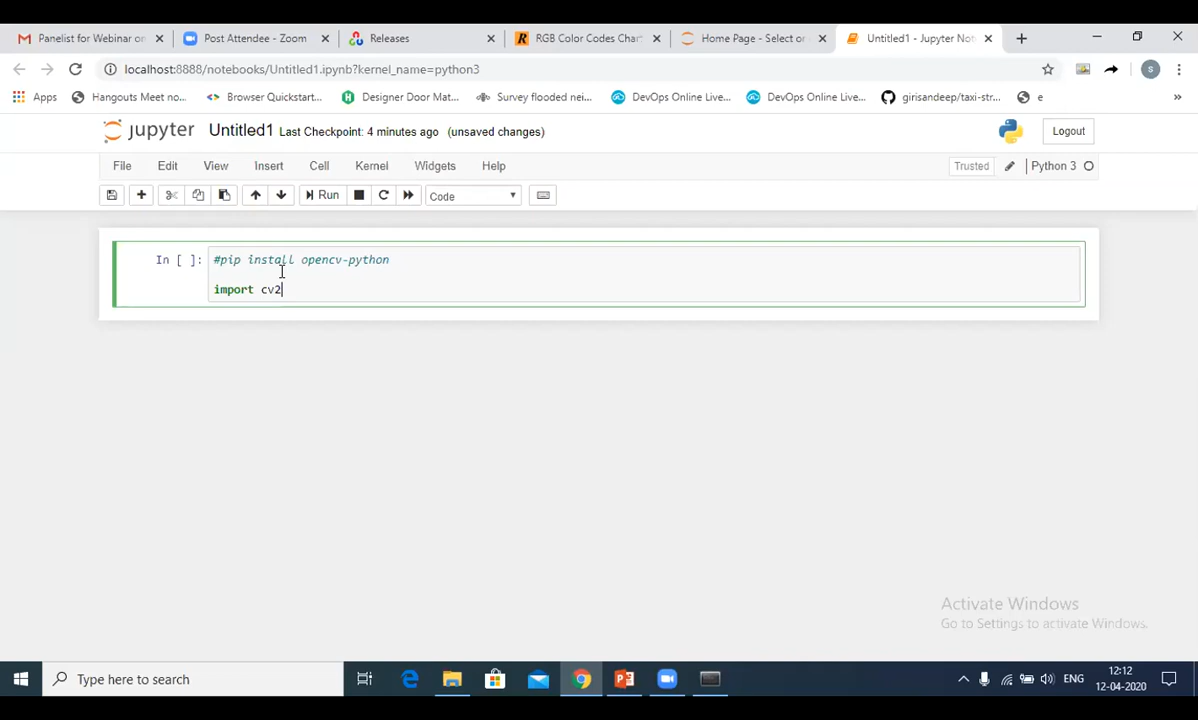 Panelist for Webinar on
Post Attendee - Zoom
Releases
RGB Color Codes Char
Home Page - Select or
Untitled1 - Jupyter Not
localhost:8888/notebooks/Untitled1.ipynb?kernel_name=python3
S
Apps
Hangouts Meet no...
Browser Quickstart...
Designer Door Mat...
Survey flooded nei...
DevOps Online Live...
DevOps Online Live...
girisandeep/taxi-str...
e
»
jupyter Untitled1 Last Checkpoint: 4 minutes ago (unsaved changes)
Logout
File Edit View Insert Cell Kernel Widgets Help
Trusted
Python 3
Run
Code
In [ ]: #pip install opencv-python
import cv2
Activate Windows
Go to Settings to activate Windows.
Type here to search
ENG
12:12
12-04-2020